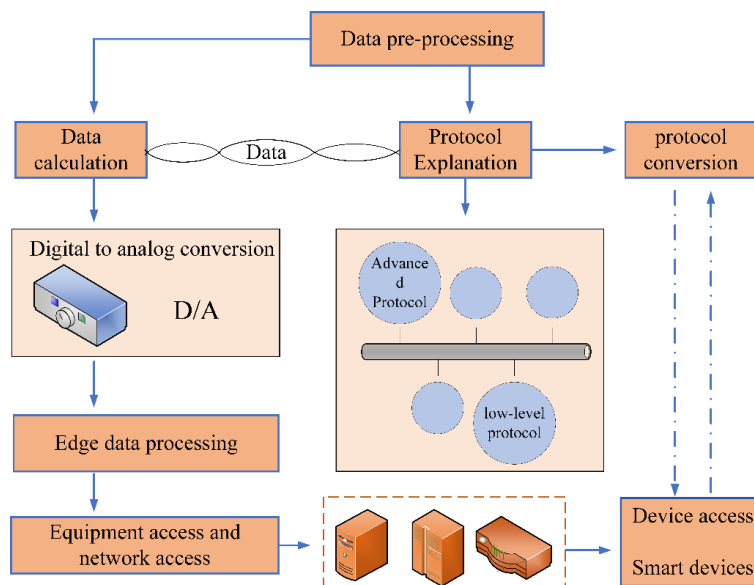 Data pre-processing
Data
calculation
Data
Protocol
Explanation
protocol
conversion
Digital to analog conversion
D/A
Advance
d
Protocol
low-level
protocol
Edge data processing
Equipment access and
network access
Device access
Smart devices